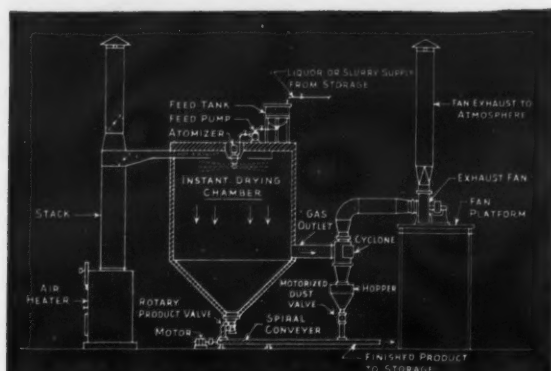 LIQUOR OR SLURRY SUPPLY
FROM STORAGE
FEED TANK
FEED PUMP
ATOMIZER
FAN EXHAUST TO
ATMOSPHERE
INSTANT DRYING
CHAMBER
EXHAUST FAN
STACK
GAS
OUTLET
FAN
PLATFORM
CYCLONE
AIR
HEATER
ROTARY
PRODUCT VALVE
MOTORIZED
DUST
VALVE
HOPPER
MOTOR
SPIRAL
CONVEYER
FINISHED PRODUCT
TO STORAGE